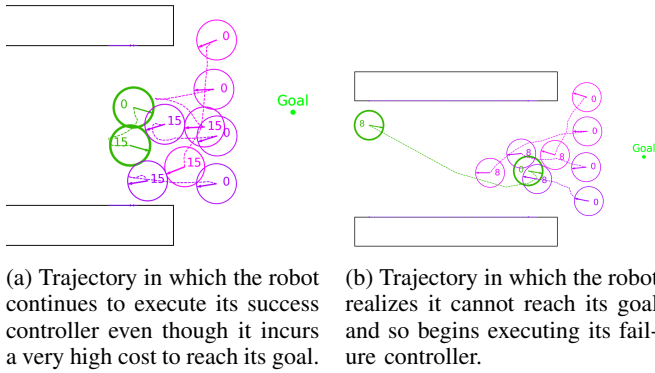 0
0
Goal
0
15
15
0
15
15
15
0
0
8
0
Goal
8
8
8
0
0
8
0
(a) Trajectory in which the robot
continues to execute its success
controller even though it incurs
a very high cost to reach its goal.
(b) Trajectory in which the robot
realizes it cannot reach its goal
and so begins executing its fail-
ure controller.